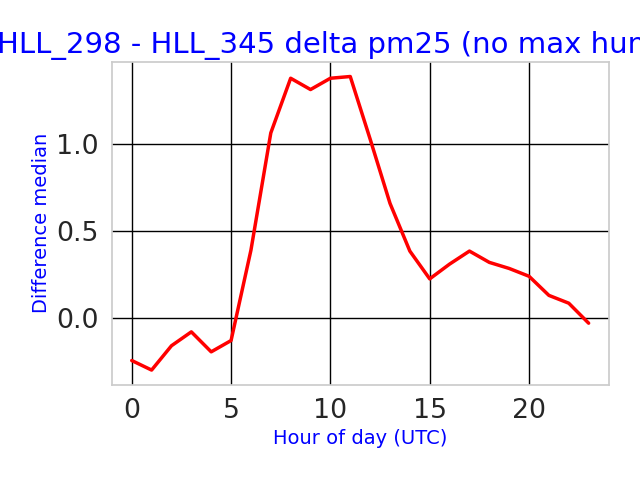 HLL_298 - HLL_345 delta pm25 (no max hum
Difference median
1.0
0.5
0.0
0 5 10 15 20
Hour of day (UTC)